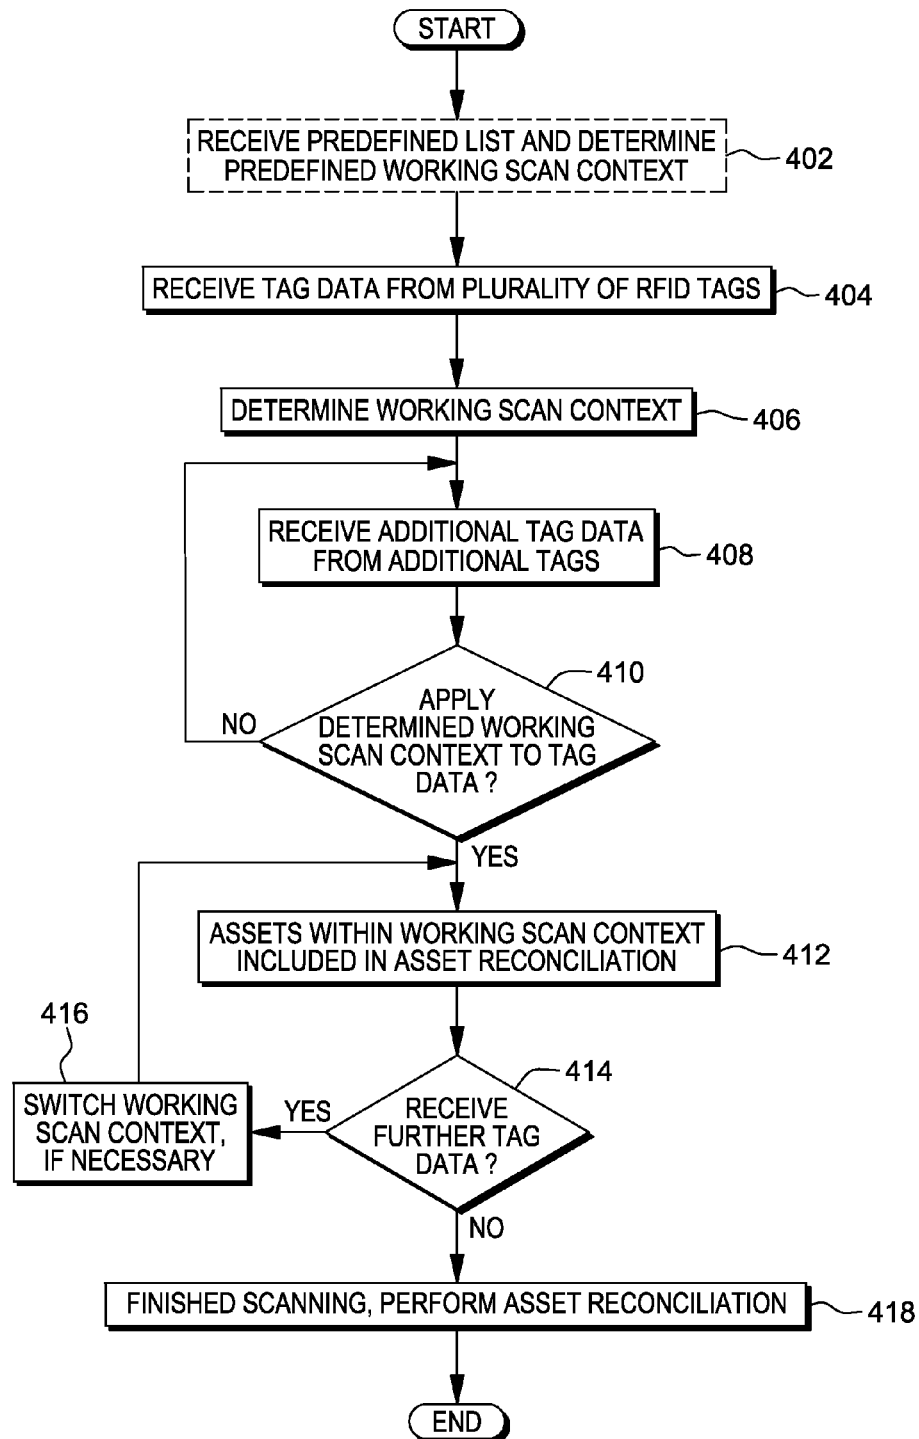 START
RECEIVE PREDEFINED LIST AND DETERMINE
PREDEFINED WORKING SCAN CONTEXT
402
RECEIVE TAG DATA FROM PLURALITY OF RFID TAGS
404
DETERMINE WORKING SCAN CONTEXT
406
RECEIVE ADDITIONAL TAG DATA
FROM ADDITIONAL TAGS
408
410
APPLY
DETERMINED WORKING
SCAN CONTEXT TO TAG
DATA ?
NO
YES
ASSETS WITHIN WORKING SCAN CONTEXT
INCLUDED IN ASSET RECONCILIATION
412
416
SWITCH WORKING
SCAN CONTEXT,
IF NECESSARY
YES
414
RECEIVE
FURTHER TAG
DATA ?
NO
FINISHED SCANNING, PERFORM ASSET RECONCILIATION
418
END